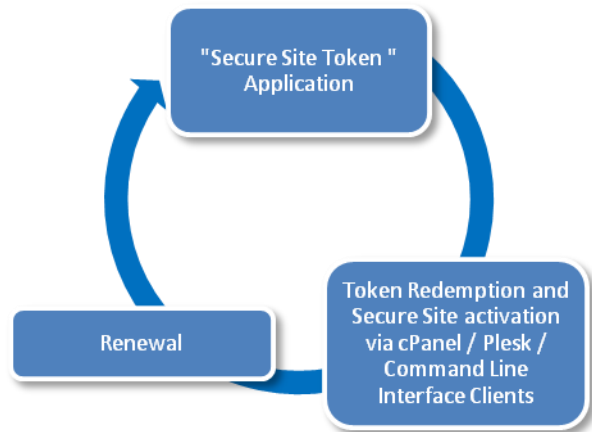 "Secure Site Token "
Application
Token Redemption and
Secure Site activation
via cPanel / Plesk /
Command Line
Interface Clients
Renewal